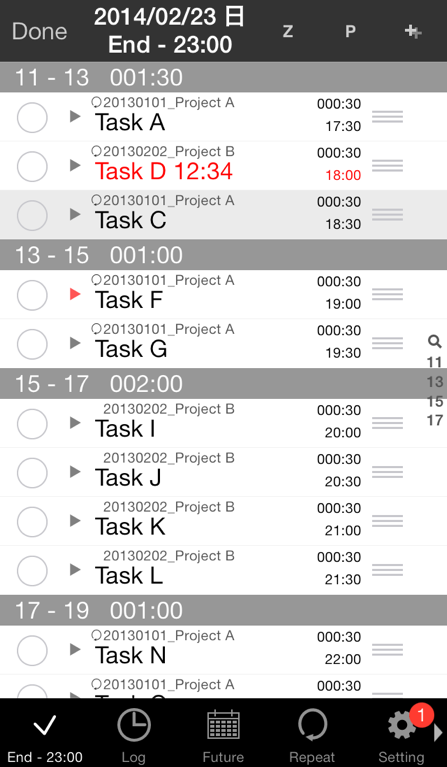 Done
2014/02/23 日
End - 23:00
Z
P
11 - 13 001:30
20130101_Project A
000:30
Task A
17:30
20130202_Project B
000:30
Task D 12:34
18:00
20130101_Project A
000:30
Task C
18:30
13 - 15 001:00
20130101_Project A
000:30
Task F
19:00
20130101_Project A
000:30
Task G
19:30
11
13
15
17
15 - 17 002:00
20130202_Project B
000:30
Task I
20:00
20130202_Project B
000:30
Task J
20:30
20130202_Project B
000:30
Task K
21:00
20130202_Project B
000:30
Task L
21:30
17 - 19 001:00
20130101_Project A
000:30
Task N
22:00
20130101_Project A
000:30
1
End - 23:00
Log
Future
Repeat
Setting